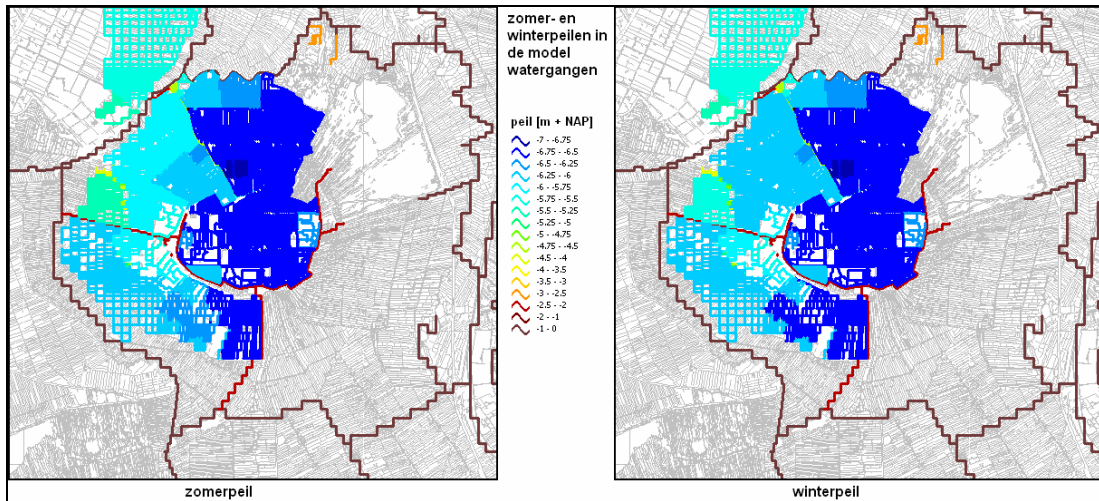 zomer- en
winterpeilen in
de model
watergangen
peil [m + NAP]
-7 - -6.75
-6.75 - -6.5
-6.5 - -6.25
-6.25 - -6
-6 - -5.75
-5.75 - -5.5
-5.5 - -5.25
-5.25 - -5
-5 - -4.75
-4.75 - -4.5
-4.5 - -4
-4 - -3.5
-3.5 - -3
-3 - -2.5
-2.5 - -2
-2 - -1
-1 - 0
zomerpeil
winterpeil